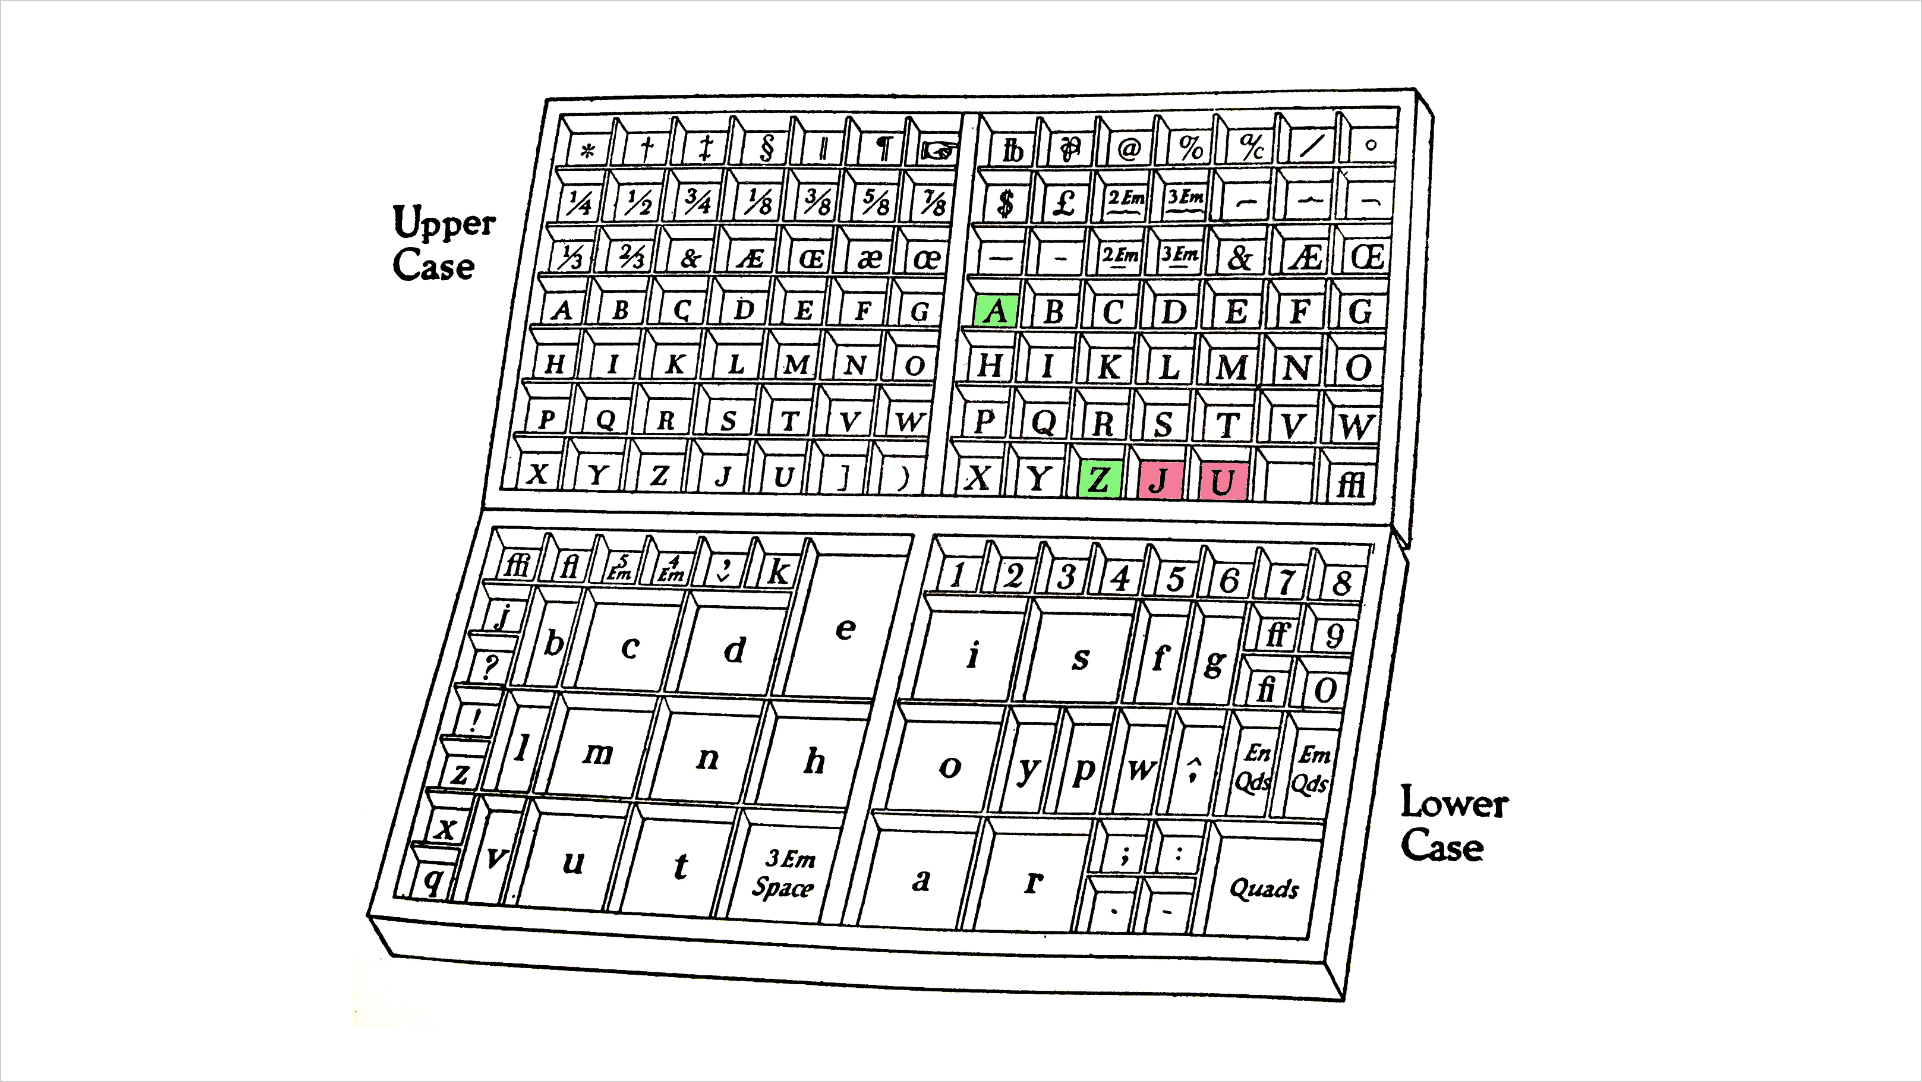 Upper
Case
* † ‡ § ‖ ¶ ☞ ℔ @ % a/c / °
1/4 1/2 3/4 1/8 3/8 5/8 7/8 $ £ 2 Em 3 Em
1/3 2/3 & Æ Œ æ œ — - 2 Em 3 Em & Æ Œ
A B C D E F G A B C D E F G
H I K L M N O H I K L M N O
P Q R S T V W P Q R S T V W
X Y Z J U ] ) X Y Z J U ffl
ffi fl 5 Em 4 Em ’ k 1 2 3 4 5 6 7 8
j b c d e i s f g ff 9
? fi 0
! l m n h o y p w , En Qds Em Qds
z
x v u t 3 Em Space a r ; : Quads
q . -
Lower
Case